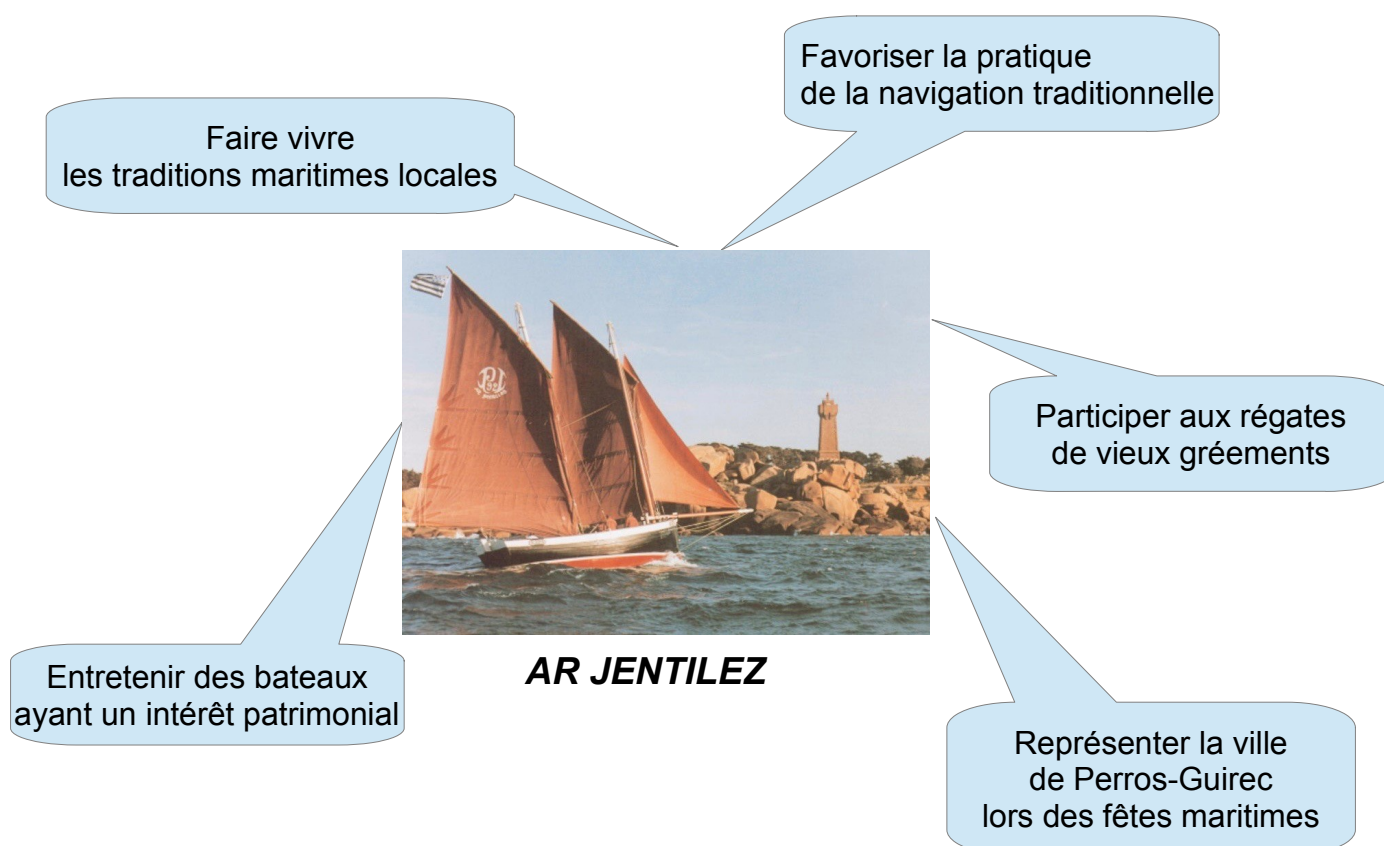 Favoriser la pratique
de la navigation traditionnelle
Faire vivre
les traditions maritimes locales
Participer aux régates
de vieux gréements
Entretenir des bateaux
ayant un intérêt patrimonial
AR JENTILEZ
Représenter la ville
de Perros-Guirec
lors des fêtes maritimes